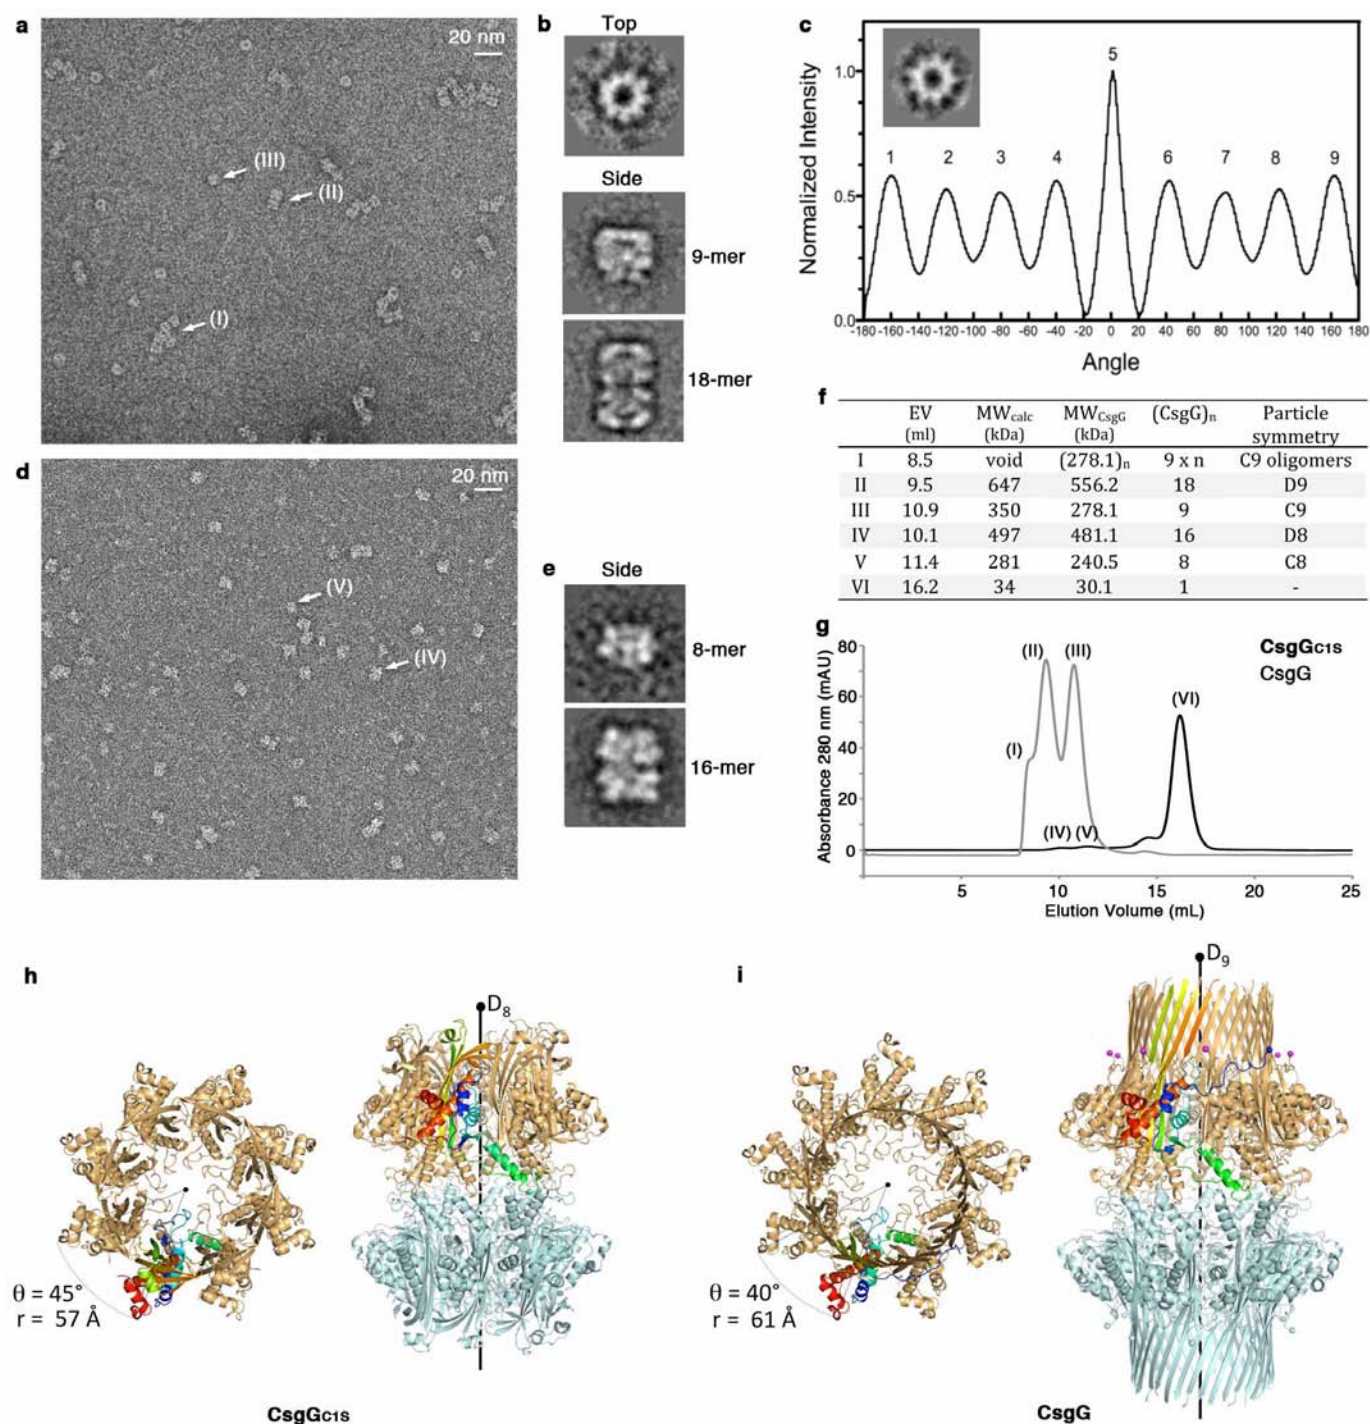 a
20 nm
(III)
(II)
(I)
b
Top
Side
9-mer
18-mer
c
Normalized Intensity
1.0
0.5
0.0
1 2 3 4 5 6 7 8 9
-180 -160 -140 -120 -100 -80 -60 -40 -20 0 20 40 60 80 100 120 140 160 180
Angle
d
20 nm
(V)
(IV)
e
Side
8-mer
16-mer
f
EV (ml) MWcalc (kDa) MWCsgG (kDa) (CsgG)n Particle symmetry
I 8.5 void (278.1)n 9 x n C9 oligomers
II 9.5 647 556.2 18 D9
III 10.9 350 278.1 9 C9
IV 10.1 497 481.1 16 D8
V 11.4 281 240.5 8 C8
VI 16.2 34 30.1 1 -
g
Absorbance 280 nm (mAU)
80
60
40
20
0
(I)
(II)
(III)
(IV) (V)
(VI)
CsgGC1S
CsgG
5 10 15 20 25
Elution Volume (mL)
h
D8
θ = 45°
r = 57 Å
CsgGC1S
i
D9
θ = 40°
r = 61 Å
CsgG